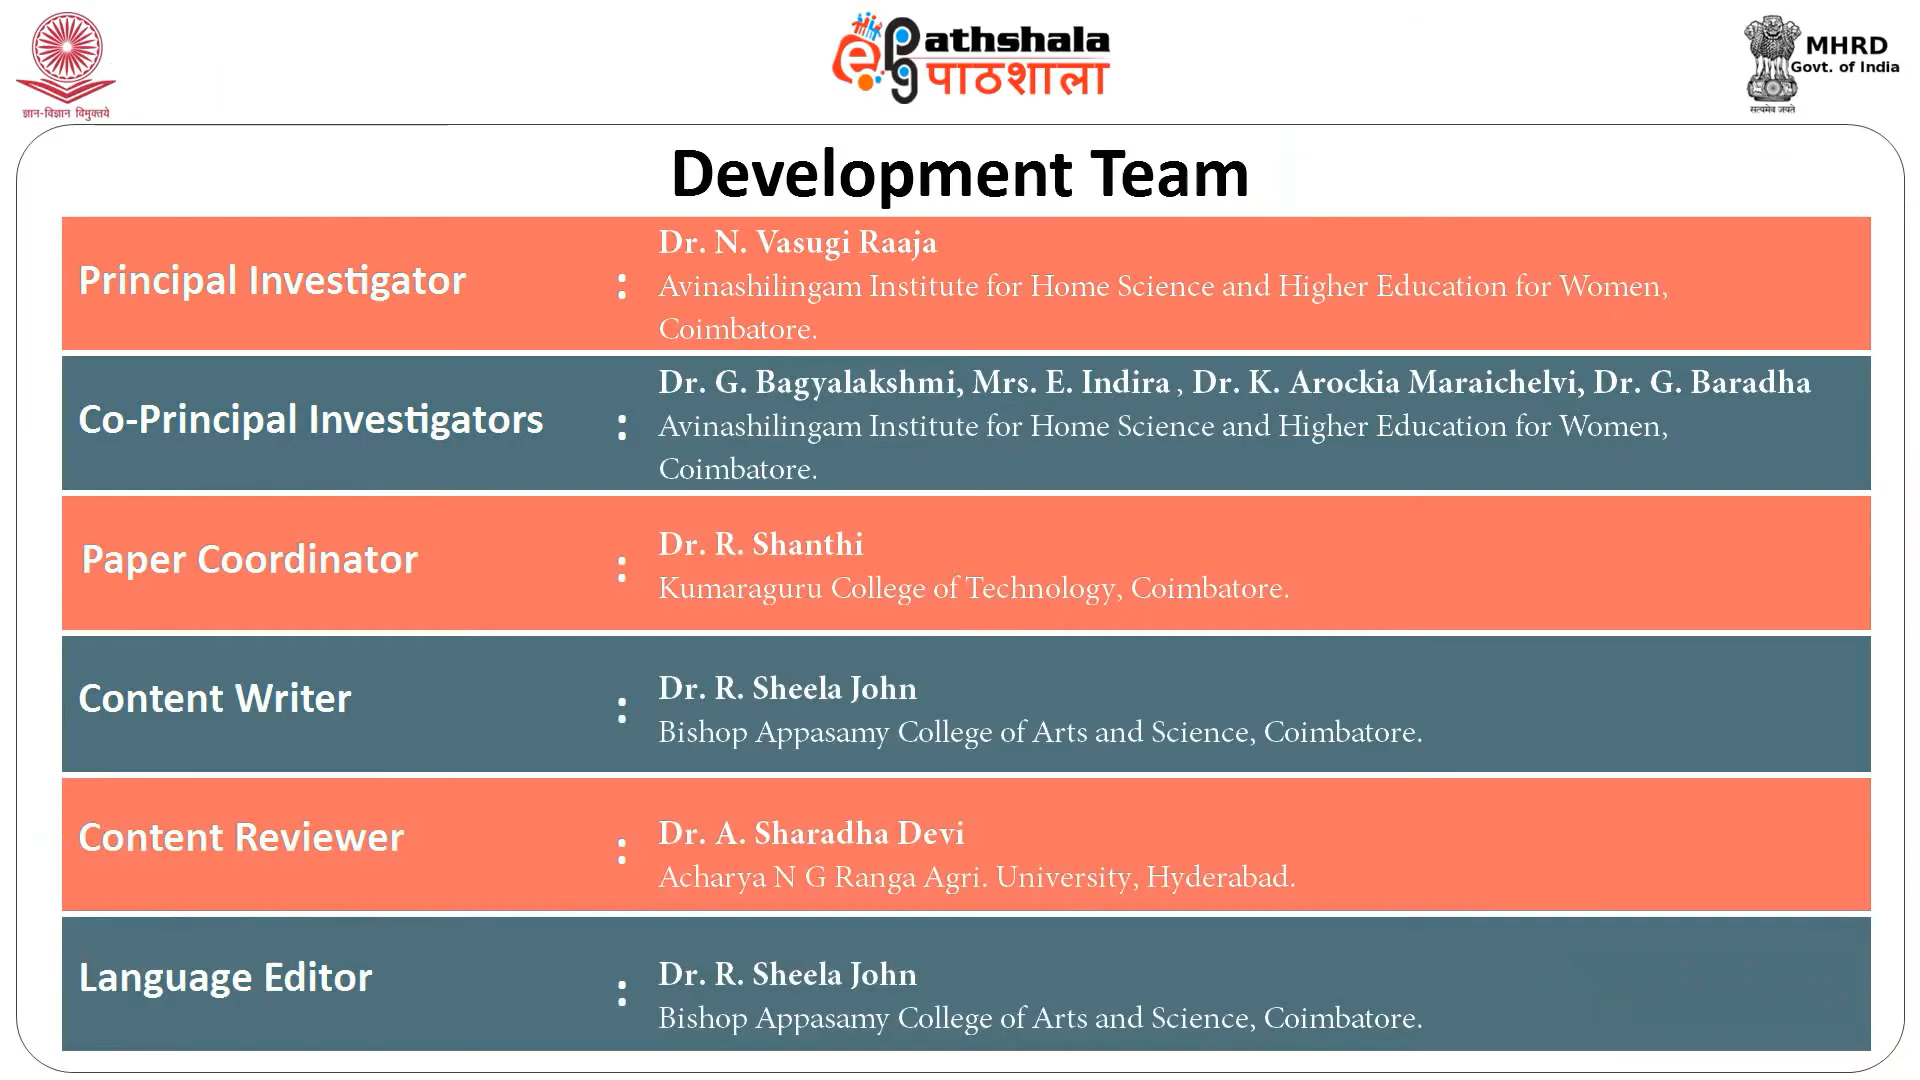 ज्ञान-विज्ञान विमुक्तये
e PG Pathshala
पाठशाला
MHRD
Govt. of India
सत्यमेव जयते
Development Team
Principal Investigator :
Dr. N. Vasugi Raaja
Avinashilingam Institute for Home Science and Higher Education for Women,
Coimbatore.
Co-Principal Investigators :
Dr. G. Bagyalakshmi, Mrs. E. Indira , Dr. K. Arockia Maraichelvi, Dr. G. Baradha
Avinashilingam Institute for Home Science and Higher Education for Women,
Coimbatore.
Paper Coordinator :
Dr. R. Shanthi
Kumaraguru College of Technology, Coimbatore.
Content Writer :
Dr. R. Sheela John
Bishop Appasamy College of Arts and Science, Coimbatore.
Content Reviewer :
Dr. A. Sharadha Devi
Acharya N G Ranga Agri. University, Hyderabad.
Language Editor :
Dr. R. Sheela John
Bishop Appasamy College of Arts and Science, Coimbatore.